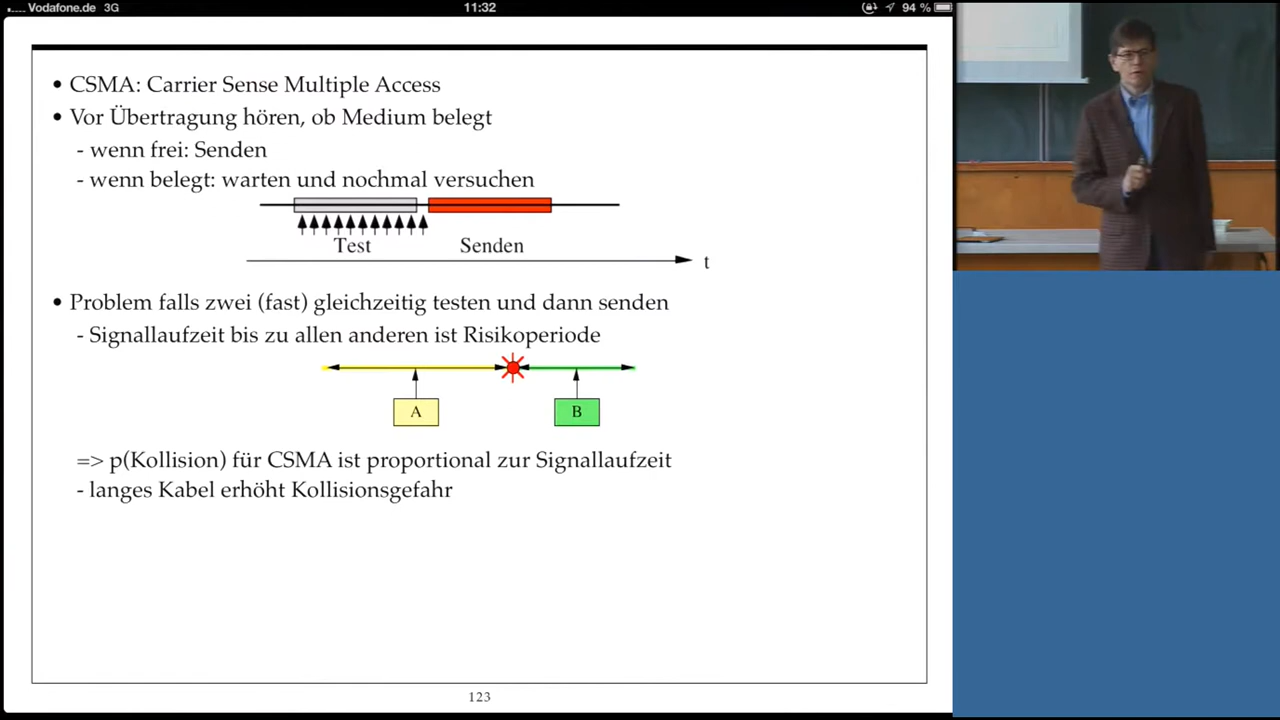 Vodafone.de 3G 11:32 94 %
• CSMA: Carrier Sense Multiple Access
• Vor Übertragung hören, ob Medium belegt
- wenn frei: Senden
- wenn belegt: warten und nochmal versuchen
Test Senden
t
• Problem falls zwei (fast) gleichzeitig testen und dann senden
- Signallaufzeit bis zu allen anderen ist Risikoperiode
A B
=> p(Kollision) für CSMA ist proportional zur Signallaufzeit
- langes Kabel erhöht Kollisionsgefahr
123